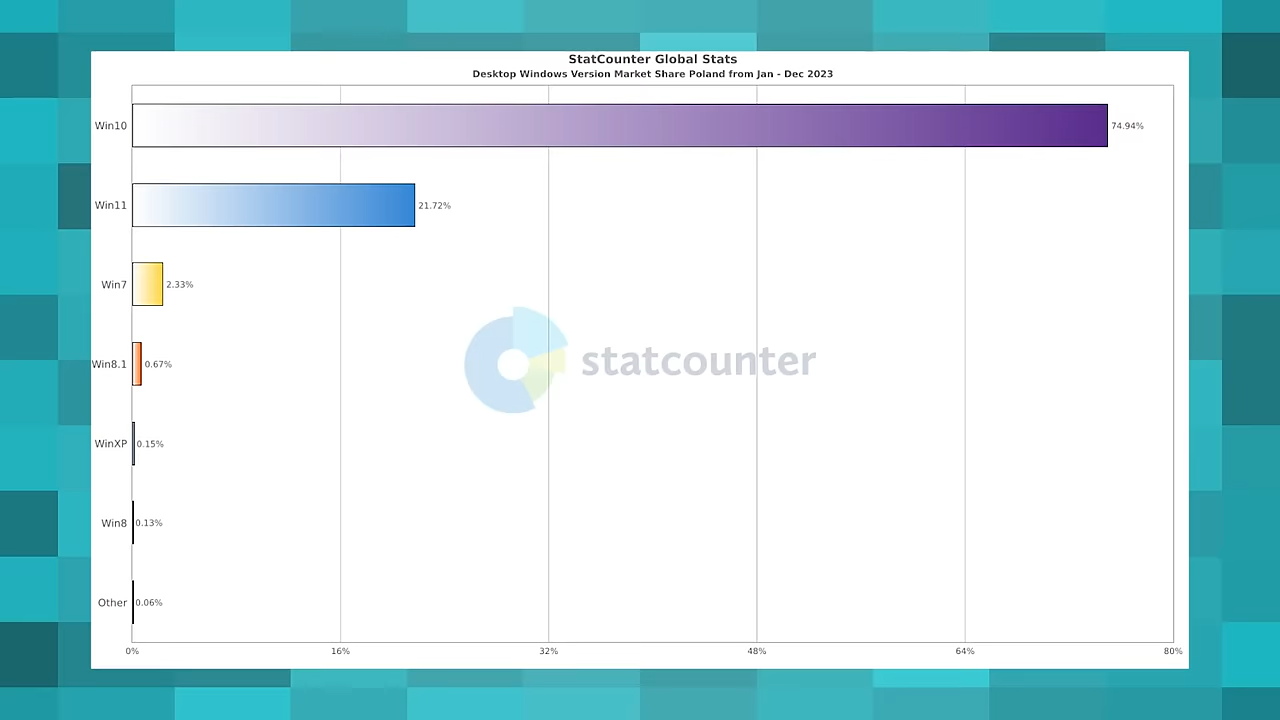 StatCounter Global Stats
Desktop Windows Version Market Share Poland from Jan - Dec 2023
Win10 74.94%
Win11 21.72%
Win7 2.33%
Win8.1 0.67%
WinXP 0.15%
Win8 0.13%
Other 0.06%
statcounter
0% 16% 32% 48% 64% 80%